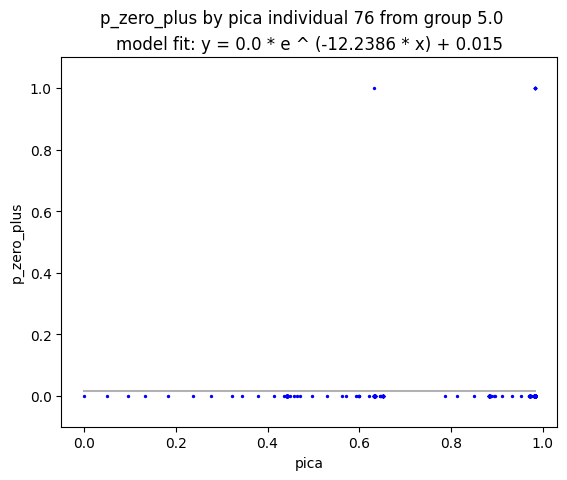 p_zero_plus by pica individual 76 from group 5.0
model fit: y = 0.0 * e ^ (-12.2386 * x) + 0.015
1.0
0.8
0.6
0.4
0.2
0.0
p_zero_plus
0.0 0.2 0.4 0.6 0.8 1.0
pica